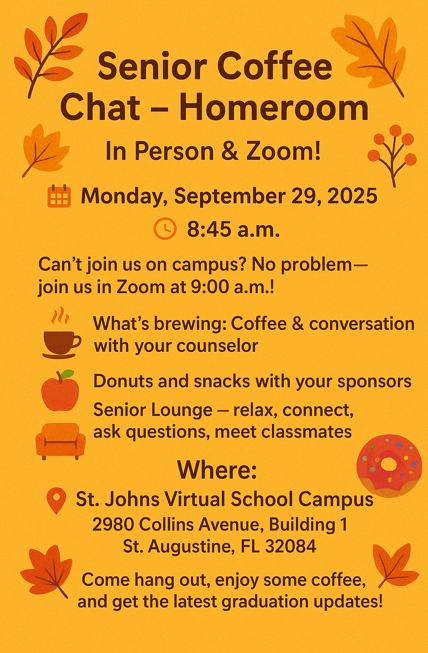 Senior Coffee
Chat – Homeroom
In Person & Zoom!
Monday, September 29, 2025
8:45 a.m.
Can't join us on campus? No problem—
join us in Zoom at 9:00 a.m.!
What's brewing: Coffee & conversation
with your counselor
Donuts and snacks with your sponsors
Senior Lounge — relax, connect,
ask questions, meet classmates
Where:
St. Johns Virtual School Campus
2980 Collins Avenue, Building 1
St. Augustine, FL 32084
Come hang out, enjoy some coffee,
and get the latest graduation updates!